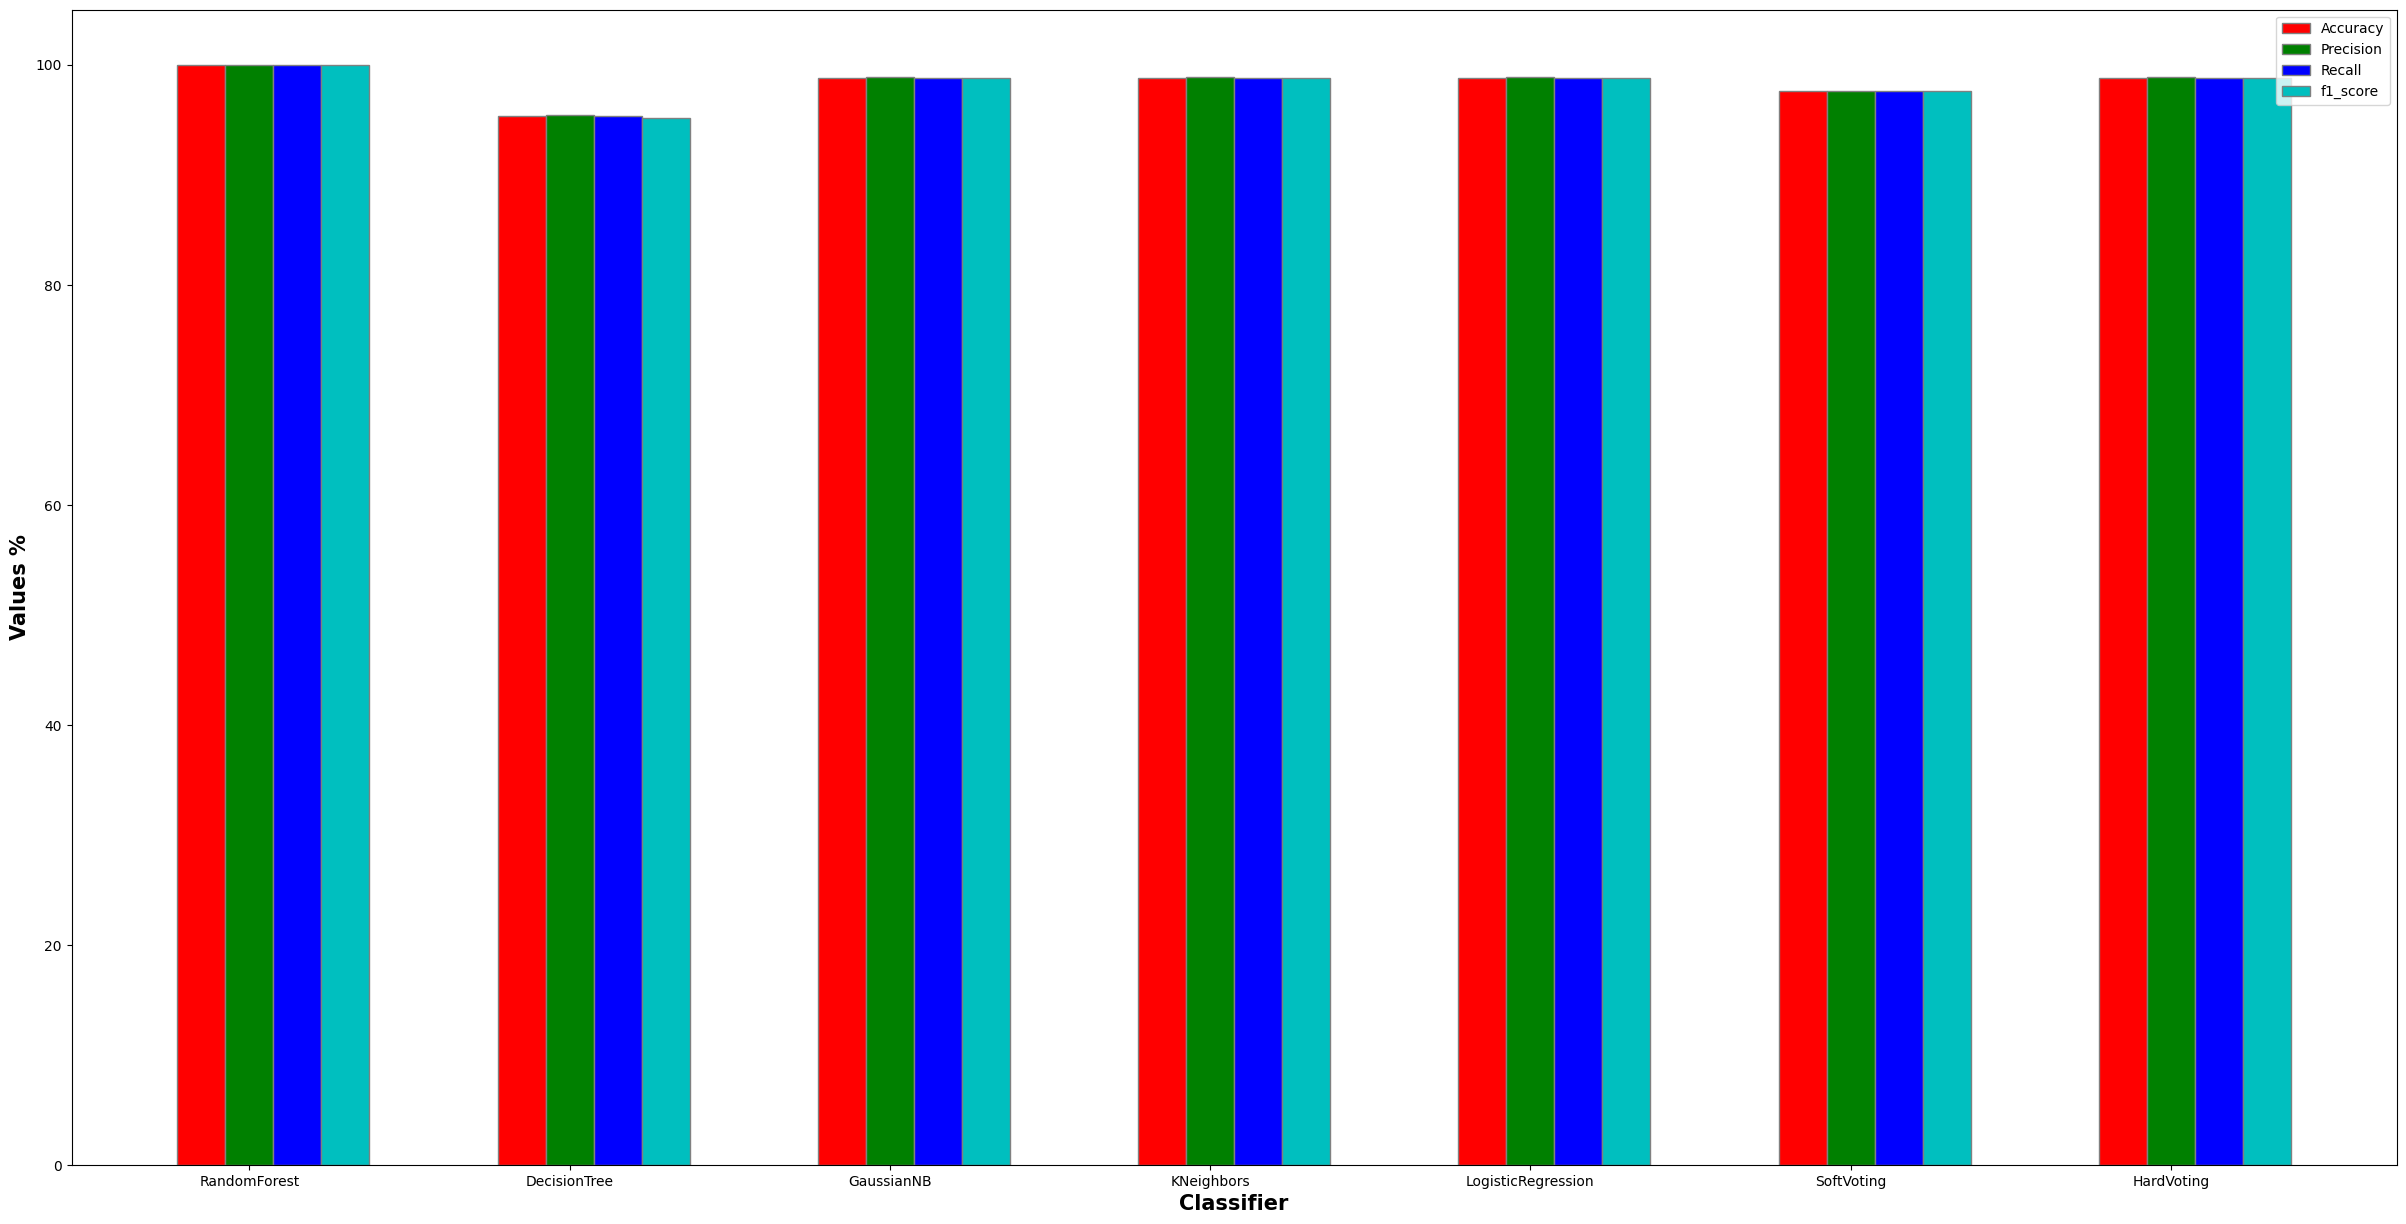 Accuracy
Precision
Recall
f1_score
100
80
60
40
20
0
Values %
RandomForest
DecisionTree
GaussianNB
KNeighbors
LogisticRegression
SoftVoting
HardVoting
Classifier